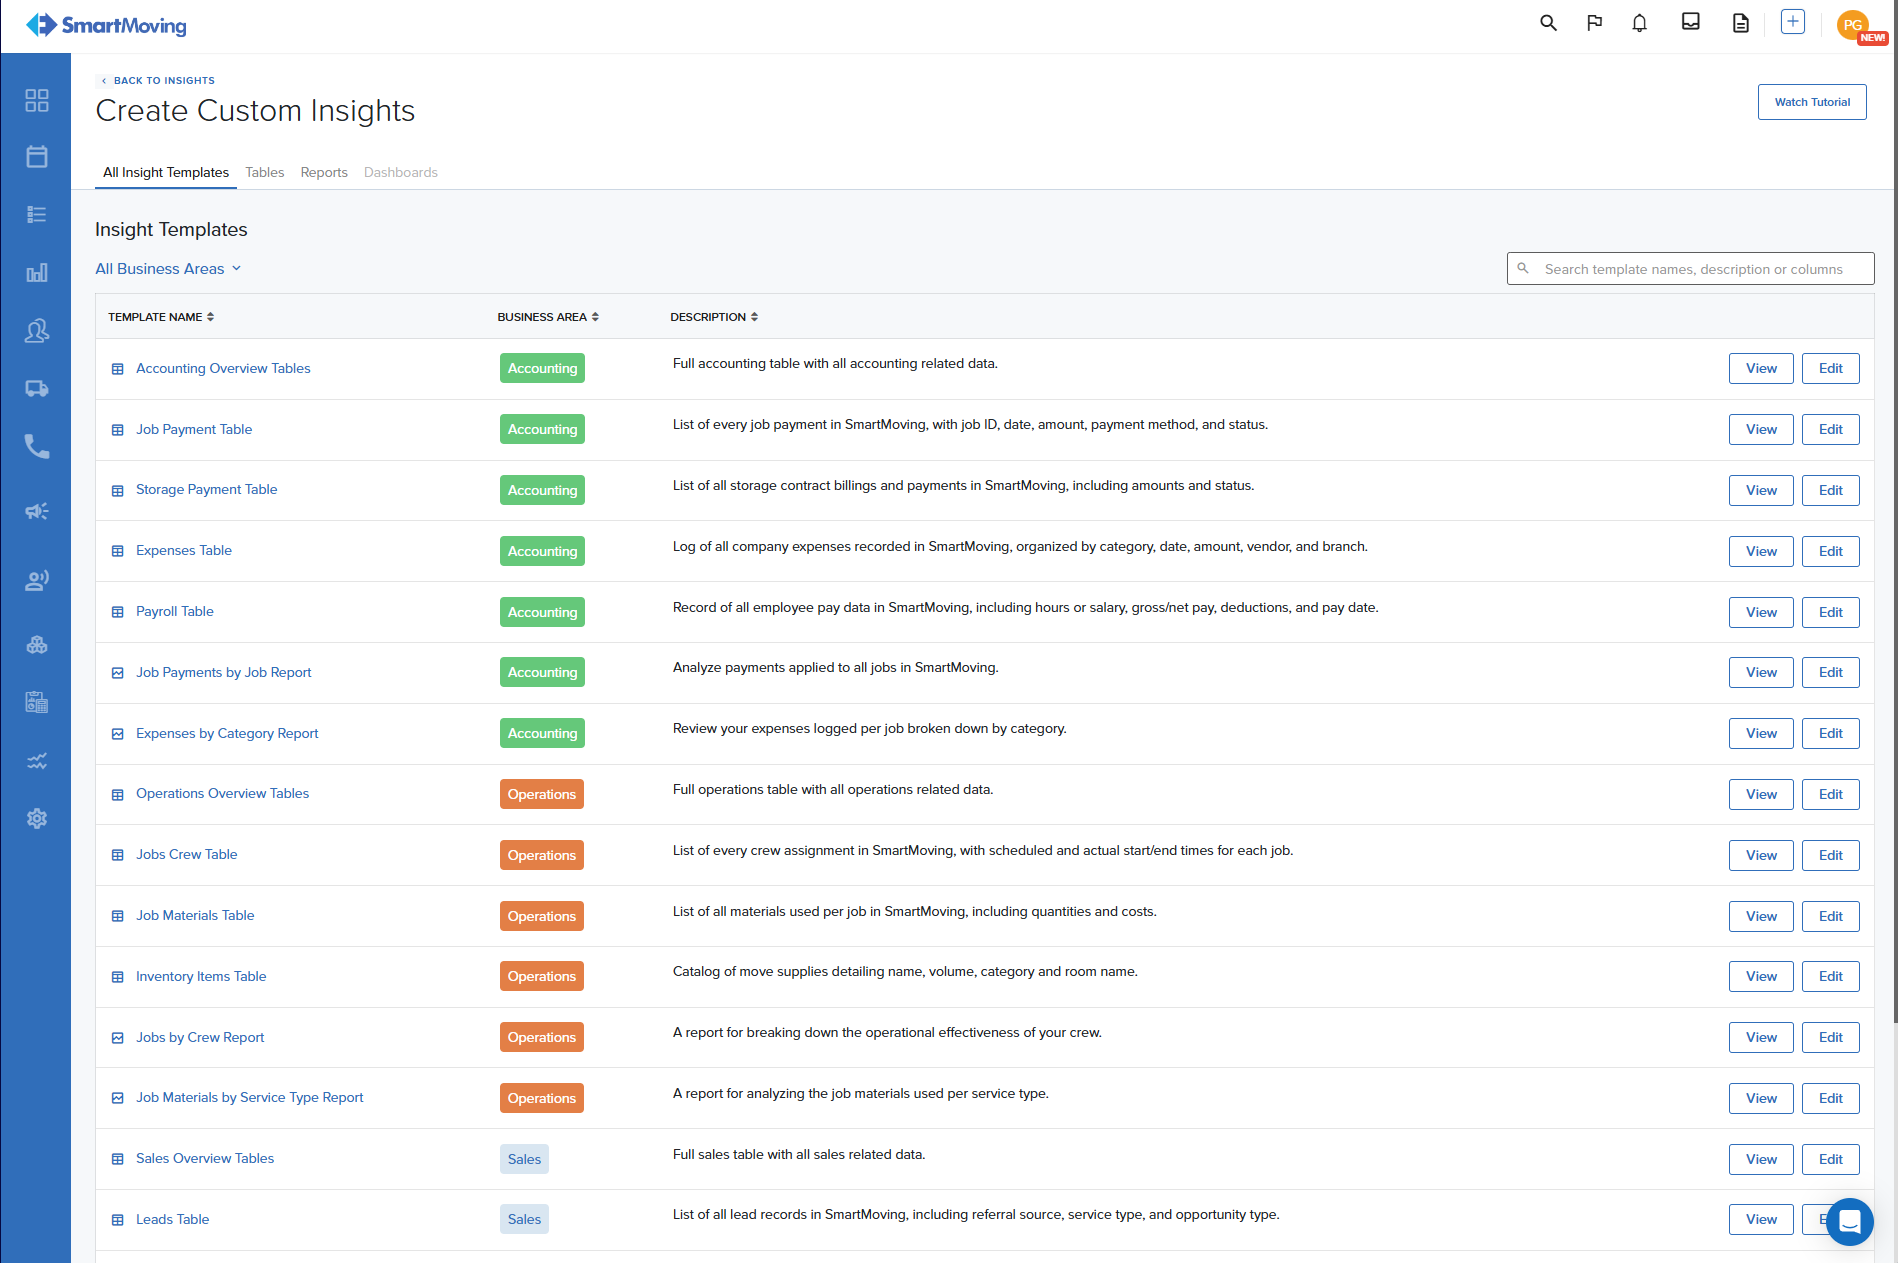 SmartMoving
PG
NEW!
BACK TO INSIGHTS
Create Custom Insights
Watch Tutorial
All Insight Templates Tables Reports Dashboards
Insight Templates
All Business Areas
Search template names, description or columns
TEMPLATE NAME BUSINESS AREA DESCRIPTION
Accounting Overview Tables Accounting Full accounting table with all accounting related data. View Edit
Job Payment Table Accounting List of every job payment in SmartMoving, with job ID, date, amount, payment method, and status. View Edit
Storage Payment Table Accounting List of all storage contract billings and payments in SmartMoving, including amounts and status. View Edit
Expenses Table Accounting Log of all company expenses recorded in SmartMoving, organized by category, date, amount, vendor, and branch. View Edit
Payroll Table Accounting Record of all employee pay data in SmartMoving, including hours or salary, gross/net pay, deductions, and pay date. View Edit
Job Payments by Job Report Accounting Analyze payments applied to all jobs in SmartMoving. View Edit
Expenses by Category Report Accounting Review your expenses logged per job broken down by category. View Edit
Operations Overview Tables Operations Full operations table with all operations related data. View Edit
Jobs Crew Table Operations List of every crew assignment in SmartMoving, with scheduled and actual start/end times for each job. View Edit
Job Materials Table Operations List of all materials used per job in SmartMoving, including quantities and costs. View Edit
Inventory Items Table Operations Catalog of move supplies detailing name, volume, category and room name. View Edit
Jobs by Crew Report Operations A report for breaking down the operational effectiveness of your crew. View Edit
Job Materials by Service Type Report Operations A report for analyzing the job materials used per service type. View Edit
Sales Overview Tables Sales Full sales table with all sales related data. View Edit
Leads Table Sales List of all lead records in SmartMoving, including referral source, service type, and opportunity type. View